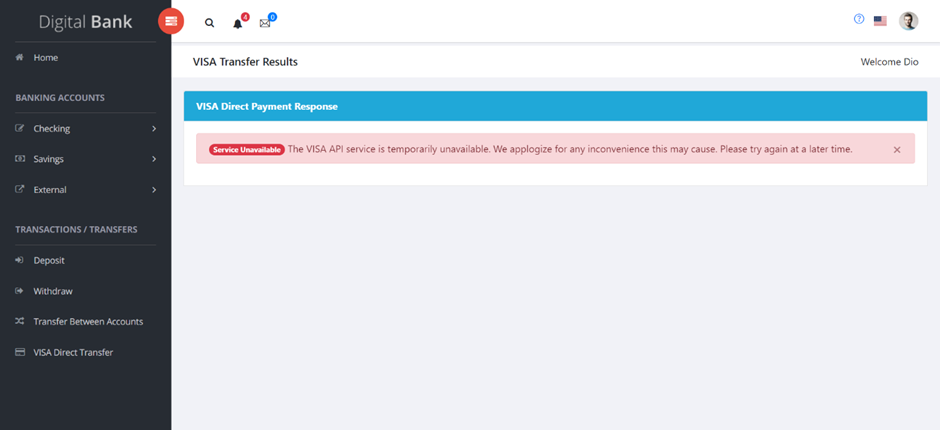 Digital Bank
4
0
Home
VISA Transfer Results
Welcome Dio
BANKING ACCOUNTS
Checking
Savings
External
TRANSACTIONS / TRANSFERS
Deposit
Withdraw
Transfer Between Accounts
VISA Direct Transfer
VISA Direct Payment Response
Service Unavailable The VISA API service is temporarily unavailable. We applogize for any inconvenience this may cause. Please try again at a later time. ×